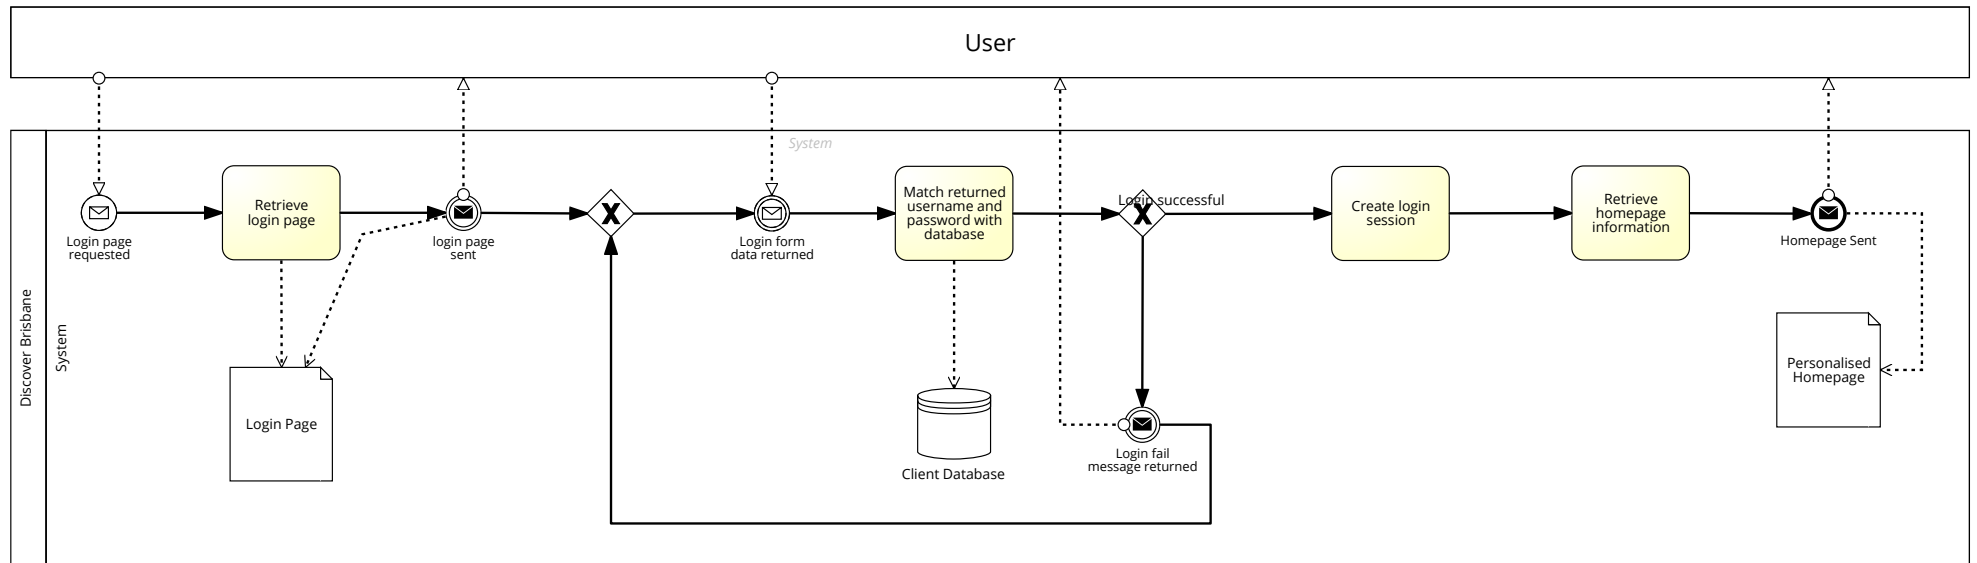 User
System
Login page
requested
Retrieve
login page
login page
sent
Login form
data returned
Match returned
username and
password with
database
Login successful
Create login
session
Retrieve
homepage
information
Homepage Sent
Discover Brisbane
System
Login Page
Client Database
Login fail
message returned
Personalised
Homepage